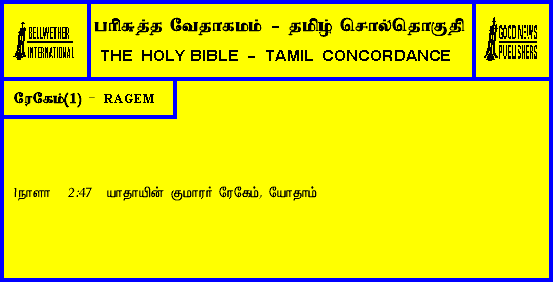 BELLWETHER
INTERNATIONAL
பரிசுத்த வேதாகமம் - தமிழ் சொல்தொகுதி
THE HOLY BIBLE - TAMIL CONCORDANCE
GOOD NEWS
PUBLISHERS
ரேகேம்(1) - RAGEM
1நாளா 2:47 யாதாயின் குமாரர் ரேகேம், யோதாம்